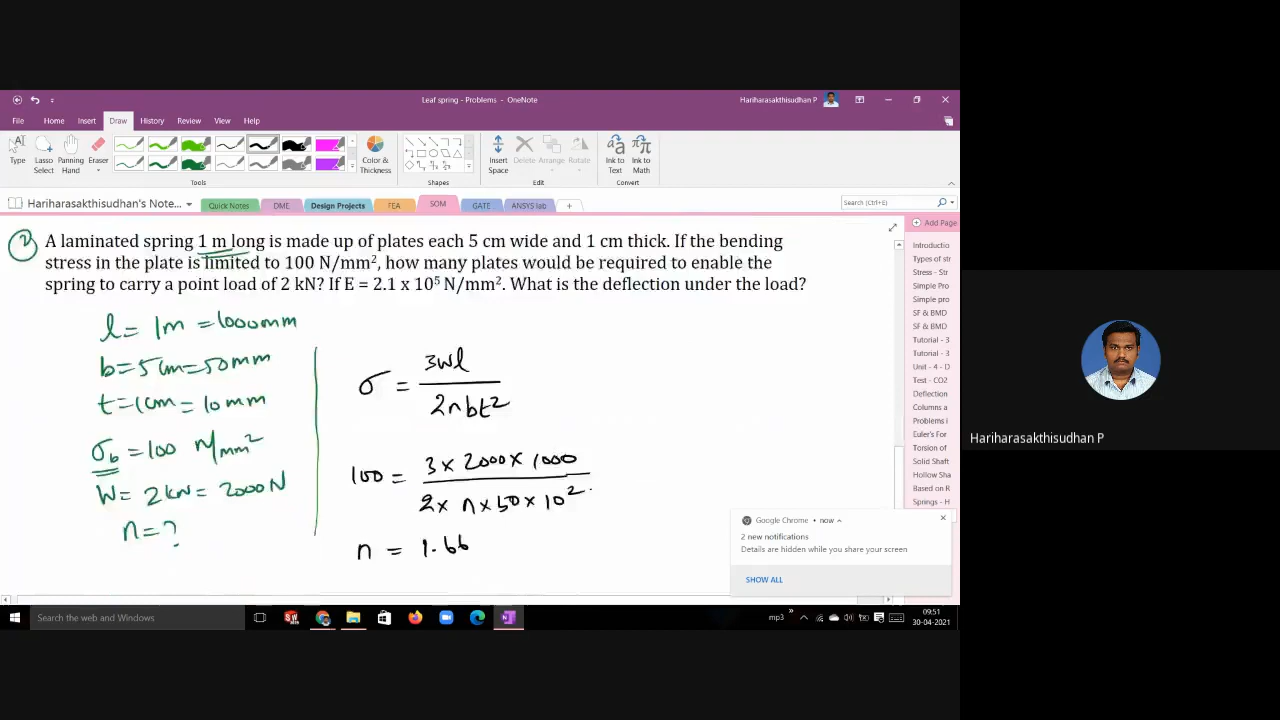 Leaf spring - Problems - OneNote
Hariharasakthisudhan P
File Home Insert Draw History Review View Help
Type
Lasso Select
Panning Hand
Eraser
Color & Thickness
Insert Space
Delete
Arrange
Rotate
Ink to Text
Ink to Math
Tools
Shapes
Edit
Convert
Hariharasakthisudhan's Note...
Quick Notes DME Design Projects FEA SOM GATE ANSYS lab +
Search (Ctrl+E)
Add Page
2
A laminated spring 1 m long is made up of plates each 5 cm wide and 1 cm thick. If the bending
stress in the plate is limited to 100 N/mm², how many plates would be required to enable the
spring to carry a point load of 2 kN? If E = 2.1 x 10⁵ N/mm². What is the deflection under the load?
l = 1m = 1000mm
b = 5cm = 50mm
t = 1cm = 10mm
σb = 100 N/mm²
W = 2kN = 2000N
n = ?
σ = 3wl / 2nbt²
100 = 3 x 2000 x 1000 / 2 x n x 50 x 10²
n = 1.66
Introductio
Types of str
Stress - Str
Simple Pro
Simple pro
SF & BMD
SF & BMD
Tutorial - 3
Tutorial - 3
Unit - 4 - D
Test - CO2
Deflection
Columns a
Problems i
Euler's For
Torsion of
Solid Shaf
Hollow Sha
Based on R
Springs - H
Google Chrome • now
2 new notifications
Details are hidden while you share your screen
SHOW ALL
Search the web and Windows
mp3
09:51
30-04-2021
Hariharasakthisudhan P